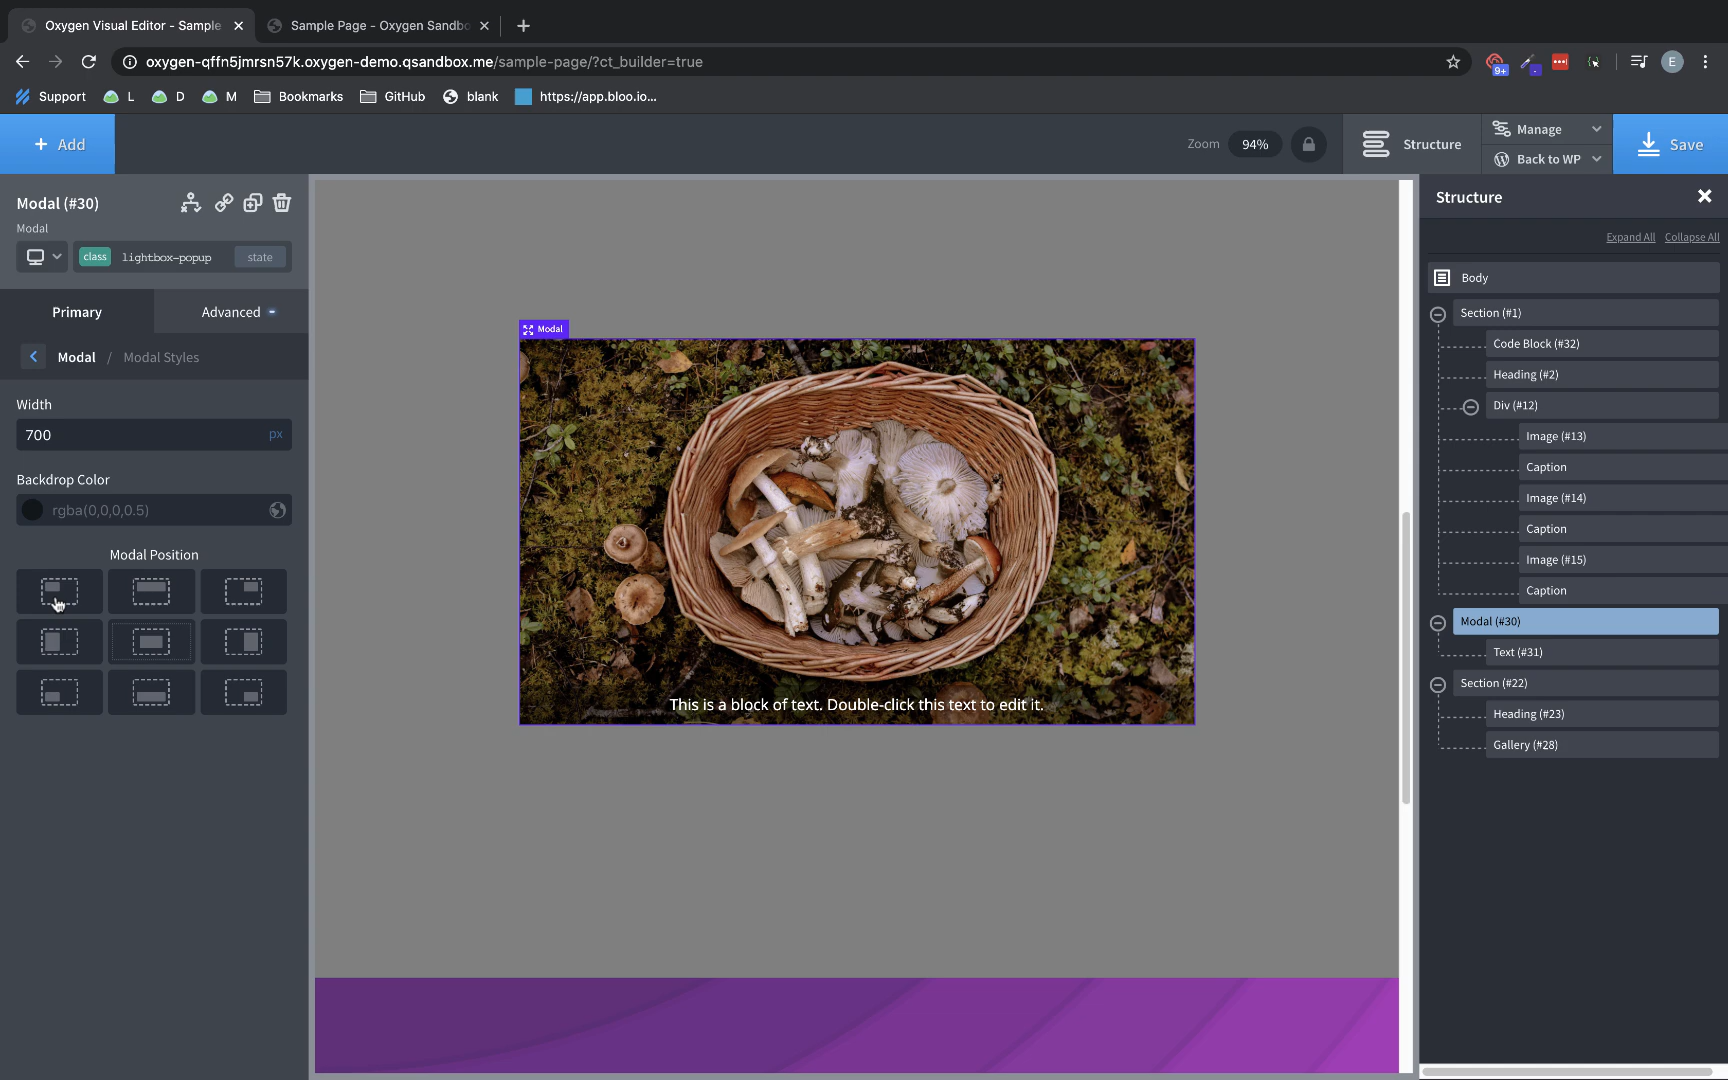 Oxygen Visual Editor - Sample
Sample Page - Oxygen Sandbo
oxygen-qffn5jmrsn57k.oxygen-demo.qsandbox.me/sample-page/?ct_builder=true
9+
E
Support
L
D
M
Bookmarks
GitHub
blank
https://app.bloo.io...
+ Add
Zoom
94%
Structure
Manage
Back to WP
Save
Modal (#30)
Modal
class
lightbox-popup
state
Primary
Advanced
Modal / Modal Styles
Width
700
px
Backdrop Color
rgba(0,0,0,0.5)
Modal Position
Modal
This is a block of text. Double-click this text to edit it.
Structure
Expand All
Collapse All
Body
Section (#1)
Code Block (#32)
Heading (#2)
Div (#12)
Image (#13)
Caption
Image (#14)
Caption
Image (#15)
Caption
Modal (#30)
Text (#31)
Section (#22)
Heading (#23)
Gallery (#28)